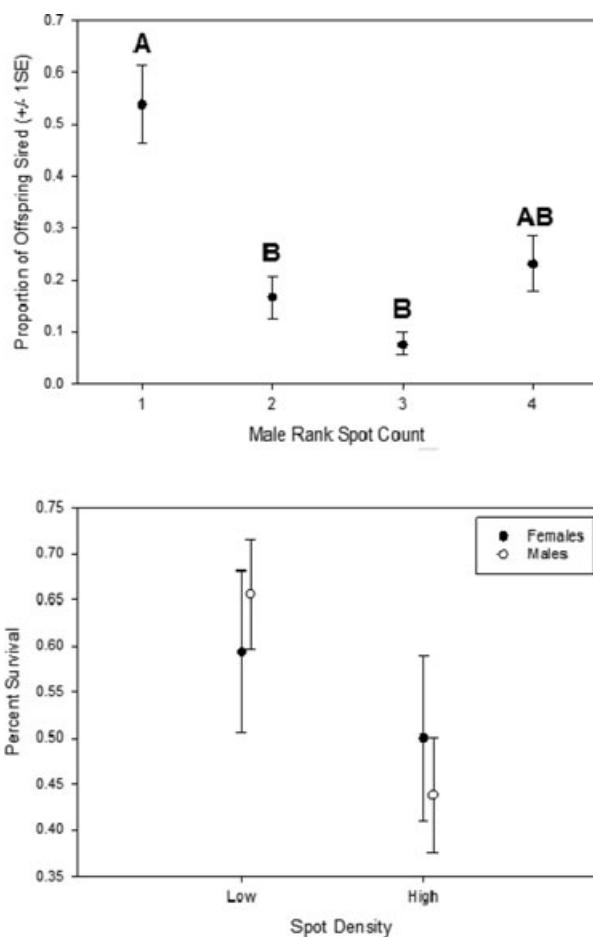 Proportion of Offspring Sired (+/- 1SE)
0.7
0.6
0.5
0.4
0.3
0.2
0.1
0.0
A
B
B
AB
1 2 3 4
Male Rank Spot Count
Percent Survival
0.75
0.70
0.65
0.60
0.55
0.50
0.45
0.40
0.35
Females
Males
Low High
Spot Density